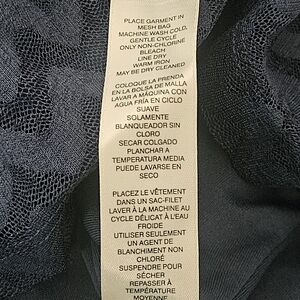 PLACE GARMENT IN
MESH BAG
MACHINE WASH COLD,
GENTLE CYCLE
ONLY NON-CHLORINE
BLEACH
LINE DRY
WARM IRON
MAY BE DRY CLEANED
COLOQUE LA PRENDA
EN LA BOLSA DE MALLA
LAVAR A MÁQUINA CON
AGUA FRÍA EN CICLO
SUAVE
SOLAMENTE
BLANQUEADOR SIN
CLORO
SECAR COLGADO
PLANCHAR A
TEMPERATURA MEDIA
PUEDE LAVARSE EN
SECO
PLACEZ LE VÊTEMENT
DANS UN SAC-FILET
LAVER À LA MACHINE AU
CYCLE DÉLICAT À L'EAU
FROIDE
UTILISER SEULEMENT
UN AGENT DE
BLANCHIMENT NON
CHLORÉ
SUSPENDRE POUR
SÉCHER
REPASSER À
TEMPÉRATURE
MOYENNE